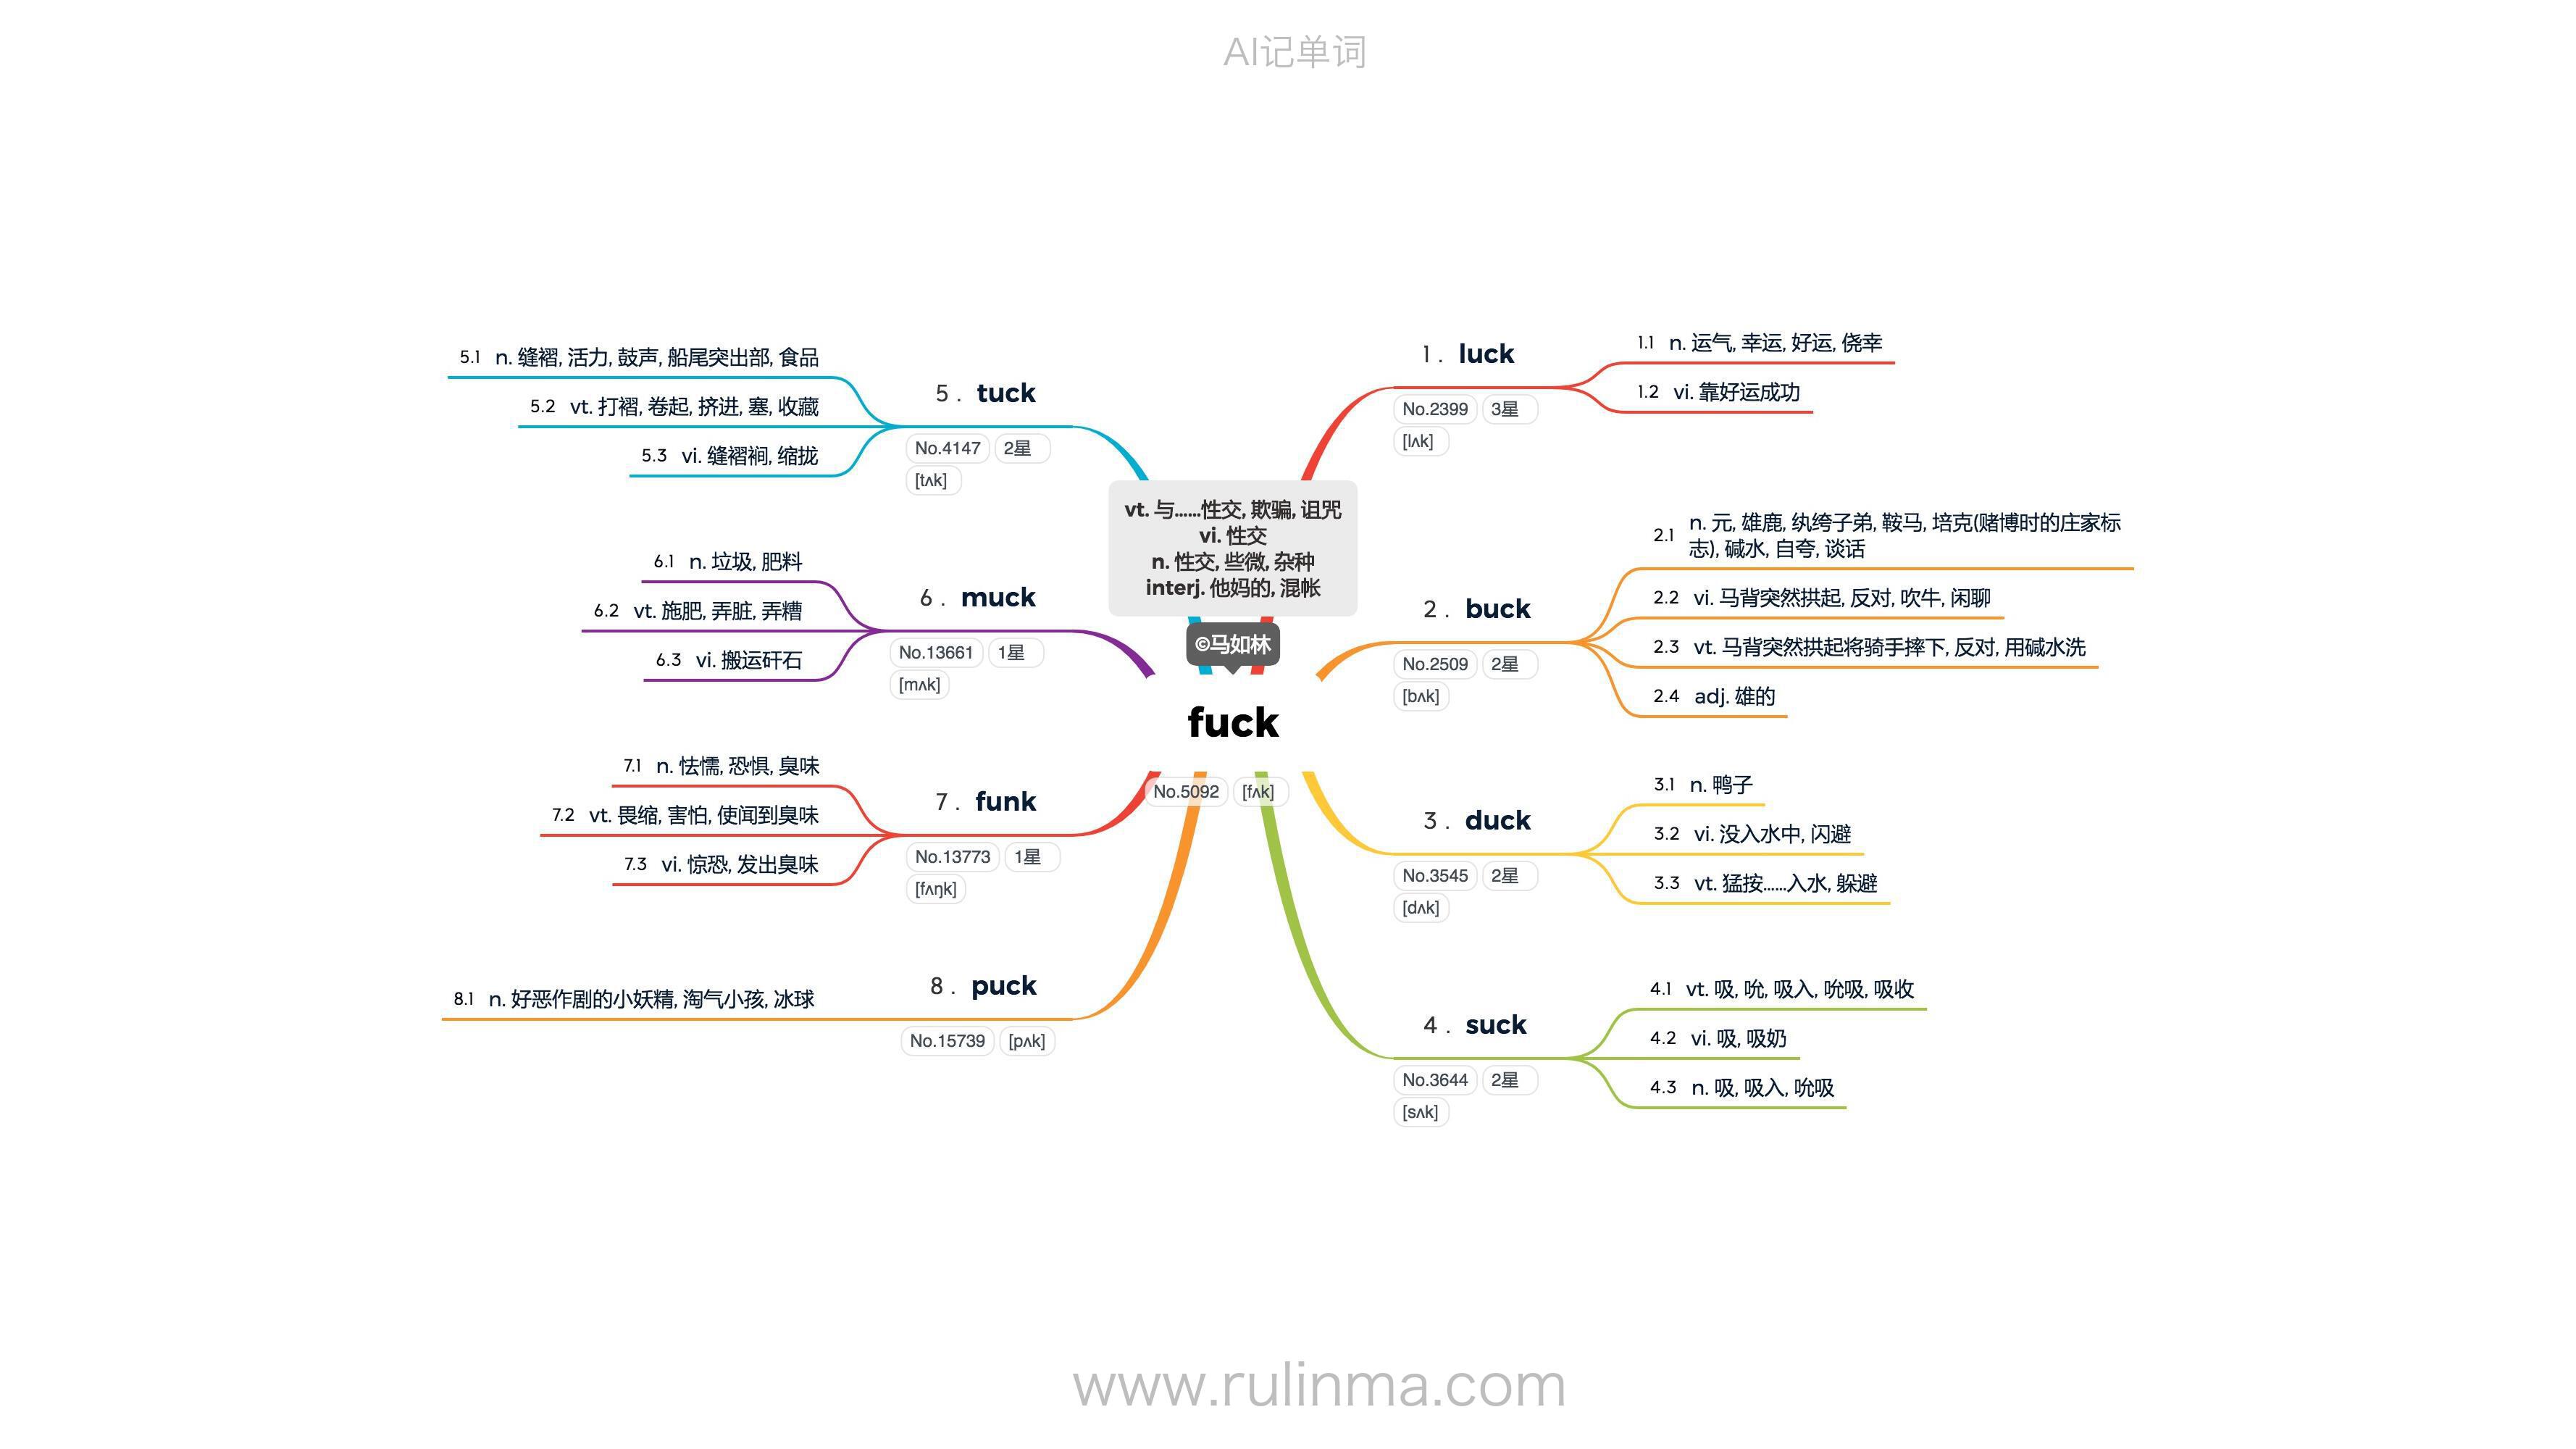 AI记单词
fuck
No.5092 [fʌk]
vt. 与……性交, 欺骗, 诅咒
vi. 性交
n. 性交, 些微, 杂种
interj. 他妈的, 混帐
©马如林
1. luck
No.2399 3星
[lʌk]
1.1 n. 运气, 幸运, 好运, 侥幸
1.2 vi. 靠好运成功
2. buck
No.2509 2星
[bʌk]
2.1 n. 元, 雄鹿, 纨绔子弟, 鞍马, 培克(赌博时的庄家标
志), 碱水, 自夸, 谈话
2.2 vi. 马背突然拱起, 反对, 吹牛, 闲聊
2.3 vt. 马背突然拱起将骑手摔下, 反对, 用碱水洗
2.4 adj. 雄的
3. duck
No.3545 2星
[dʌk]
3.1 n. 鸭子
3.2 vi. 没入水中, 闪避
3.3 vt. 猛按……入水, 躲避
4. suck
No.3644 2星
[sʌk]
4.1 vt. 吸, 吮, 吸入, 吮吸, 吸收
4.2 vi. 吸, 吸奶
4.3 n. 吸, 吸入, 吮吸
5. tuck
No.4147 2星
[tʌk]
5.1 n. 缝褶, 活力, 鼓声, 船尾突出部, 食品
5.2 vt. 打褶, 卷起, 挤进, 塞, 收藏
5.3 vi. 缝褶裥, 缩拢
6. muck
No.13661 1星
[mʌk]
6.1 n. 垃圾, 肥料
6.2 vt. 施肥, 弄脏, 弄糟
6.3 vi. 搬运矸石
7. funk
No.13773 1星
[fʌŋk]
7.1 n. 怯懦, 恐惧, 臭味
7.2 vt. 畏缩, 害怕, 使闻到臭味
7.3 vi. 惊恐, 发出臭味
8. puck
No.15739 [pʌk]
8.1 n. 好恶作剧的小妖精, 淘气小孩, 冰球
www.rulinma.com